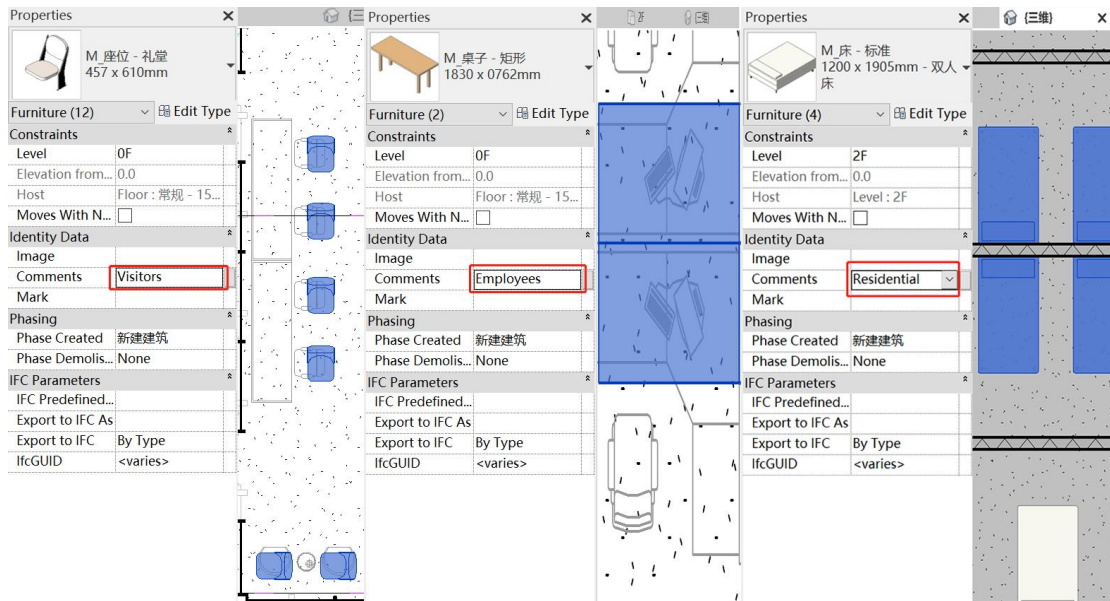 Properties
M_座位 - 礼堂
457 x 610mm
Furniture (12)
Edit Type
Constraints
Level 0F
Elevation from... 0.0
Host Floor : 常规 - 15...
Moves With N...
Identity Data
Image
Comments Visitors
Mark
Phasing
Phase Created 新建建筑
Phase Demolis... None
IFC Parameters
IFC Predefined...
Export to IFC As
Export to IFC By Type
IfcGUID <varies>
Properties
M_桌子 - 矩形
1830 x 0762mm
Furniture (2)
Edit Type
Constraints
Level 0F
Elevation from... 0.0
Host Floor : 常规 - 15...
Moves With N...
Identity Data
Image
Comments Employees
Mark
Phasing
Phase Created 新建建筑
Phase Demolis... None
IFC Parameters
IFC Predefined...
Export to IFC As
Export to IFC By Type
IfcGUID <varies>
2F
Properties
M_床 - 标准
1200 x 1905mm - 双人
床
Furniture (4)
Edit Type
Constraints
Level 2F
Elevation from... 0.0
Host Level : 2F
Moves With N...
Identity Data
Image
Comments Residential
Mark
Phasing
Phase Created 新建建筑
Phase Demolis... None
IFC Parameters
IFC Predefined...
Export to IFC As
Export to IFC By Type
IfcGUID <varies>
{三维}